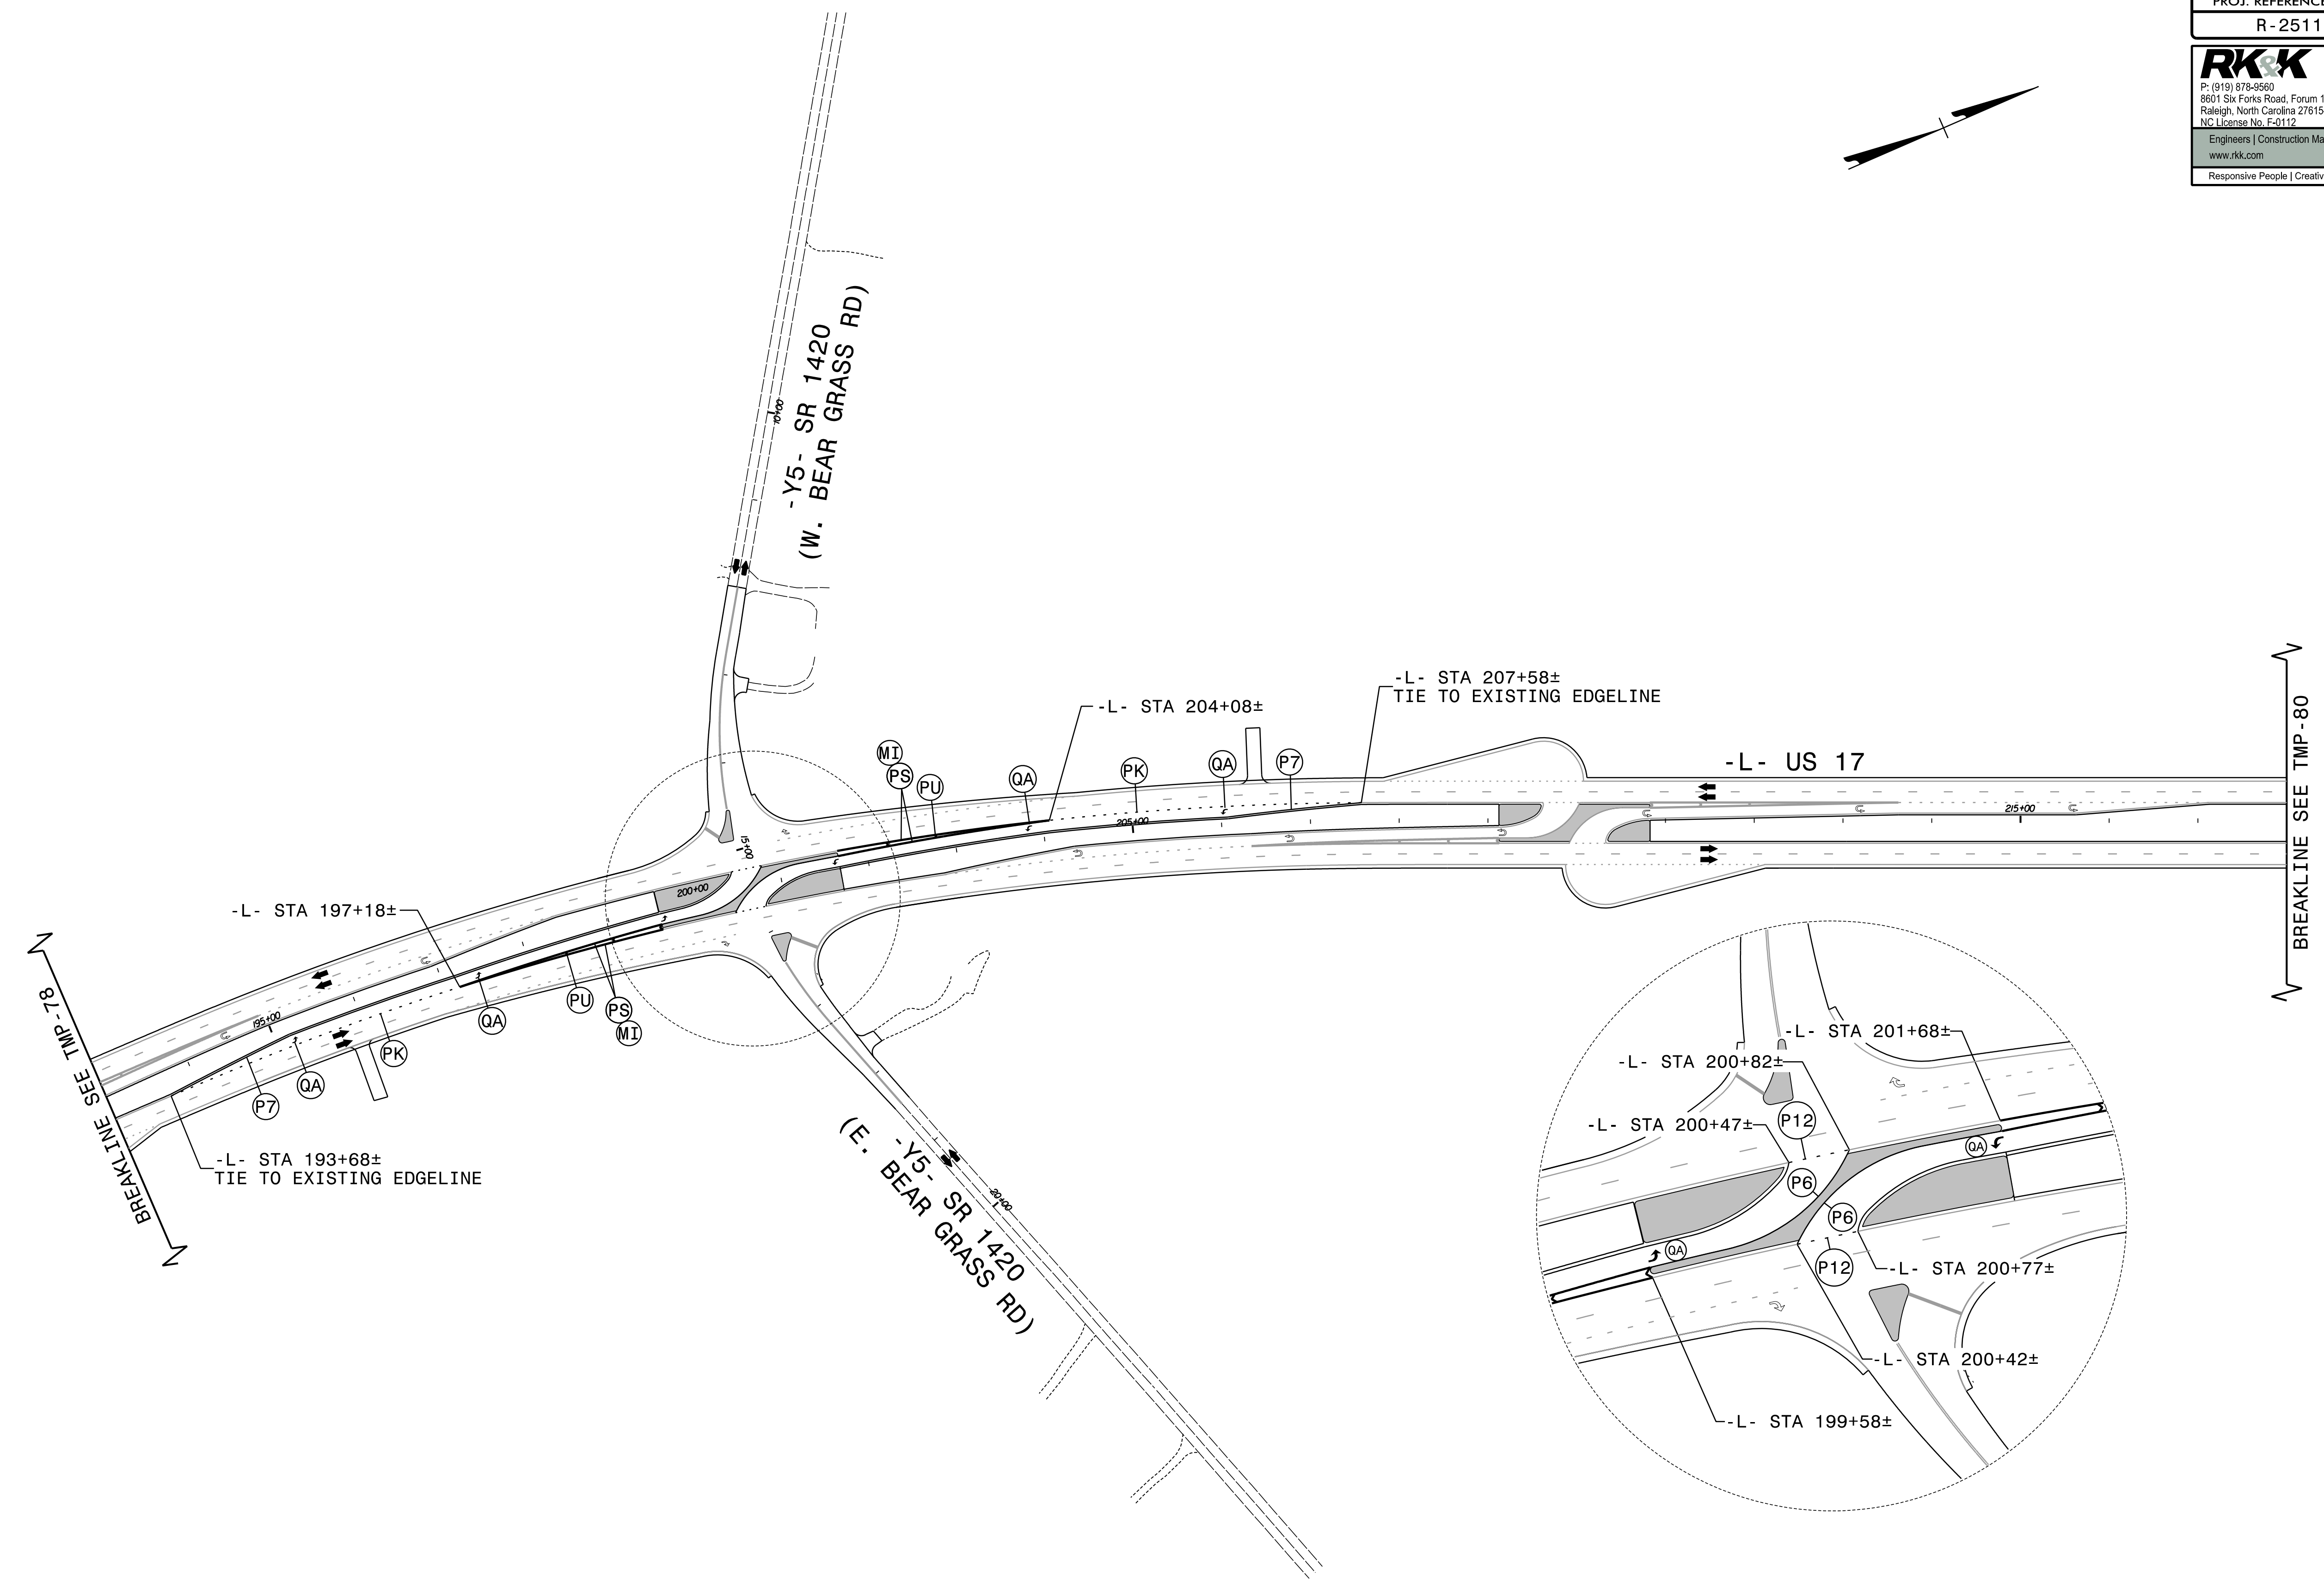 PROJ. REFERENCE
R-2511
RK&K
P: (919) 878-9560
8601 Six Forks Road, Forum 1
Raleigh, North Carolina 27615
NC License No. F-0112
Engineers | Construction Ma
www.rkk.com
Responsive People | Creativ
-Y5- SR 1420
(W. BEAR GRASS RD)
10+00
15+00
-L- STA 207+58±
TIE TO EXISTING EDGELINE
-L- STA 204+08±
MI
PS
PU
QA
PK
QA
P7
-L- US 17
205+00
215+00
BREAKLINE SEE TMP-80
200+00
-L- STA 197+18±
195+00
BREAKLINE SEE TMP-78
P7
QA
PK
QA
PU
PS
MI
-L- STA 193+68±
TIE TO EXISTING EDGELINE
-Y5- SR 1420
(E. BEAR GRASS RD)
20+00
-L- STA 201+68±
-L- STA 200+82±
-L- STA 200+47±
P12
QA
P6
P6
QA
P12
-L- STA 200+77±
-L- STA 200+42±
-L- STA 199+58±